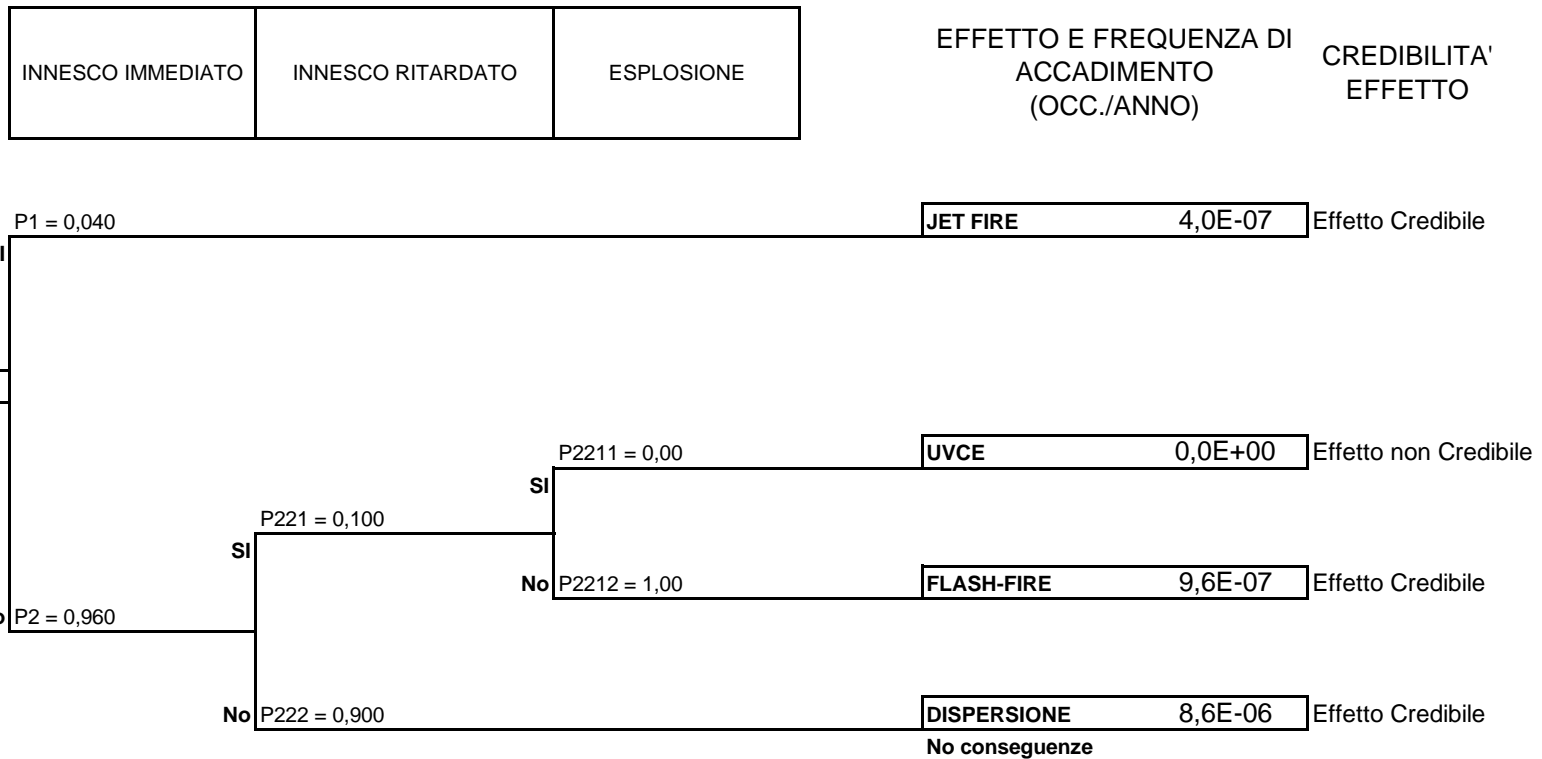 INNESCO IMMEDIATO
INNESCO RITARDATO
ESPLOSIONE
EFFETTO E FREQUENZA DI
ACCADIMENTO
(OCC./ANNO)
CREDIBILITA'
EFFETTO
P1 = 0,040
JET FIRE 4,0E-07 Effetto Credibile
P2211 = 0,00
UVCE 0,0E+00 Effetto non Credibile
SI
P221 = 0,100
SI
No P2212 = 1,00
FLASH-FIRE 9,6E-07 Effetto Credibile
P2 = 0,960
No P222 = 0,900
DISPERSIONE 8,6E-06 Effetto Credibile
No conseguenze